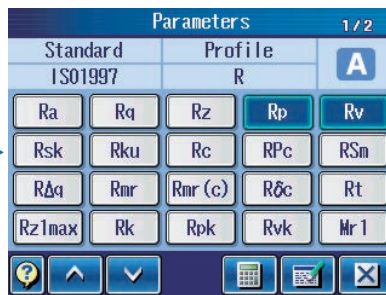 Parameters 1/2
Standard Profile A
ISO1997 R
Ra Rq Rz Rp Rv
Rsk Rku Rc RPc RSm
RΔq Rmr Rmr(c) Rδc Rt
Rz1max Rk Rpk Rvk Mr1
?